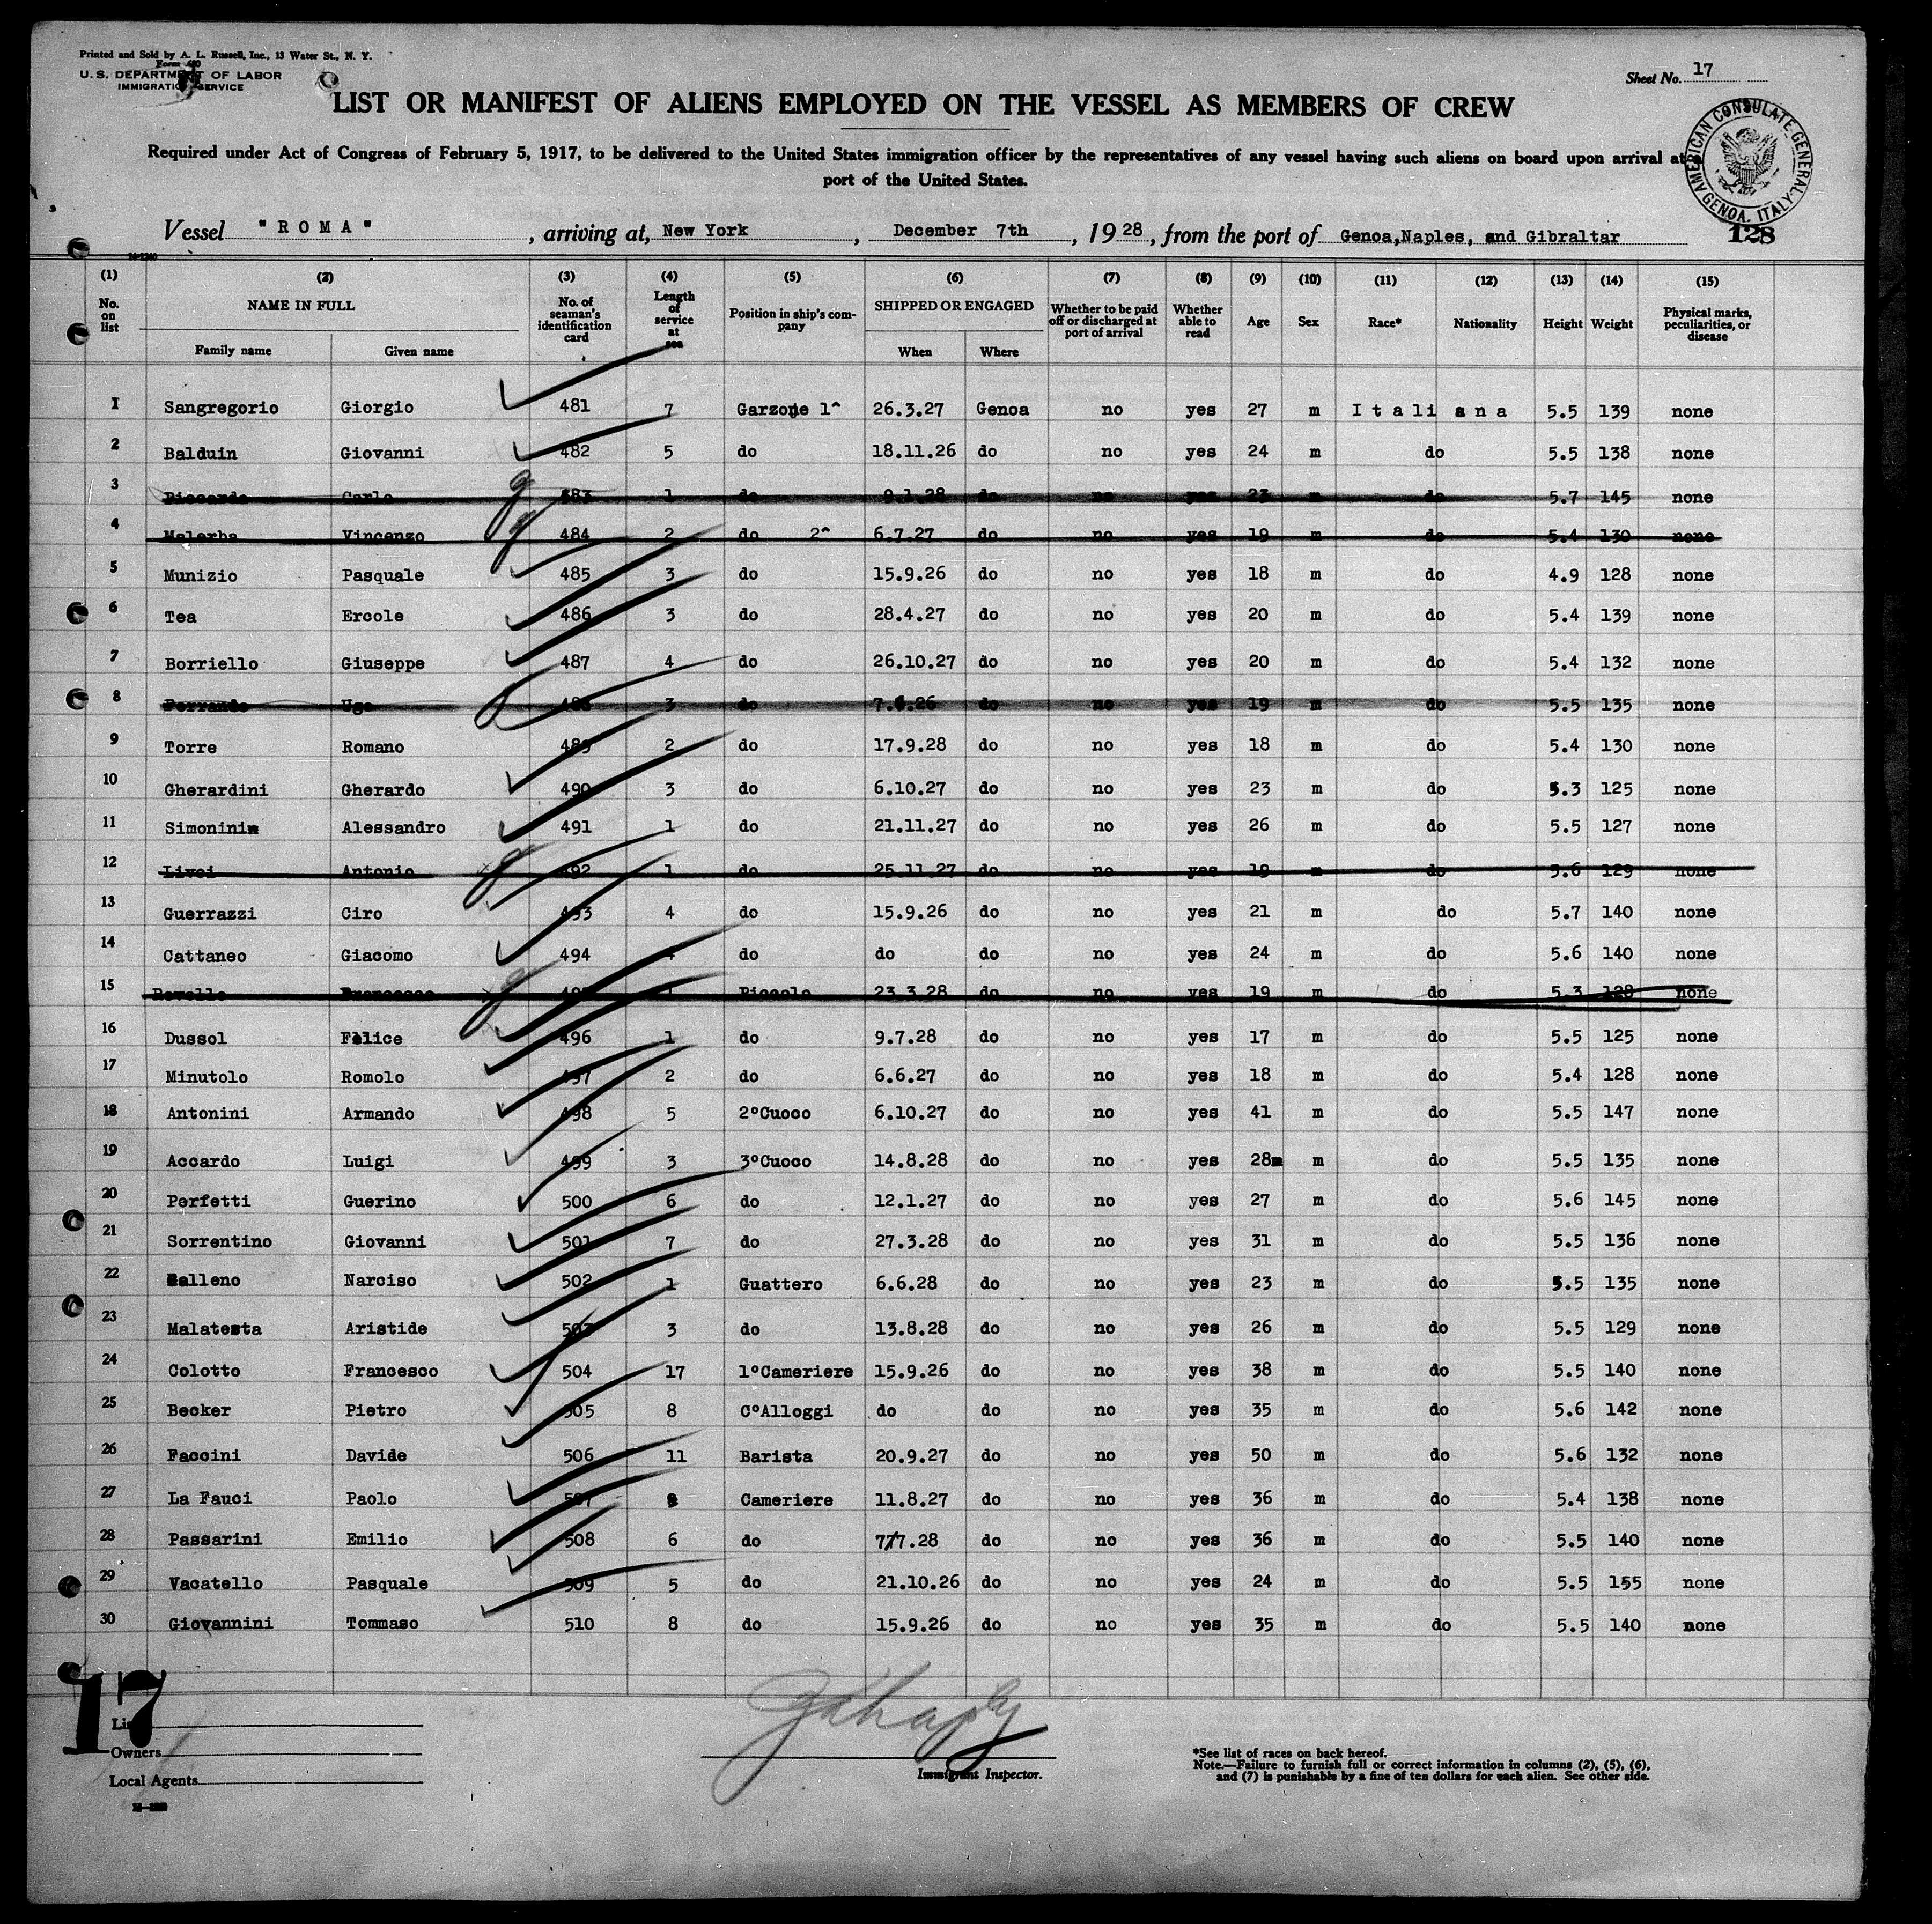 Printed and Sold by A. L. Russell, Inc., 13 Water St., N. Y.
Form 680
U. S. DEPARTMENT OF LABOR
IMMIGRATION SERVICE
Sheet No. 17
LIST OR MANIFEST OF ALIENS EMPLOYED ON THE VESSEL AS MEMBERS OF CREW
Required under Act of Congress of February 5, 1917, to be delivered to the United States immigration officer by the representatives of any vessel having such aliens on board upon arrival at
port of the United States.
AMERICAN CONSULATE GENERAL GENOA, ITALY
Vessel "ROMA", arriving at, New York, December 7th, 1928, from the port of Genoa,Naples, and Gibraltar
128
(1) (2) (3) (4) (5) (6) (7) (8) (9) (10) (11) (12) (13) (14) (15)
No. on list NAME IN FULL Family name Given name No. of seaman's identification card Length of service at sea Position in ship's company SHIPPED OR ENGAGED When Where Whether to be paid off or discharged at port of arrival Whether able to read Age Sex Race* Nationality Height Weight Physical marks, peculiarities, or disease
1 Sangregorio Giorgio 481 7 Garzone 1^ 26.3.27 Genoa no yes 27 m Italiana 5.5 139 none
2 Balduin Giovanni 482 5 do 18.11.26 do no yes 24 m do 5.5 138 none
3 Piccardo Carlo 483 1 do 9.1.28 do no yes 23 m do 5.7 145 none
4 Malerba Vincenzo 484 2 do 2^ 6.7.27 do no yes 19 m do 5.4 130 none
5 Munizio Pasquale 485 3 do 15.9.26 do no yes 18 m do 4.9 128 none
6 Tea Ercole 486 3 do 28.4.27 do no yes 20 m do 5.4 139 none
7 Borriello Giuseppe 487 4 do 26.10.27 do no yes 20 m do 5.4 132 none
8 Ferrando Ugo 488 3 do 26 do no yes 19 m do 5.5 135 none
9 Torre Romano 489 2 do 17.9.28 do no yes 18 m do 5.4 130 none
10 Gherardini Gherardo 490 3 do 6.10.27 do no yes 23 m do 5.3 125 none
11 Simonini Alessandro 491 1 do 21.11.27 do no yes 26 m do 5.5 127 none
12 Livoi Antonio 492 1 do 25.11.27 do no yes 19 m do 5.6 129 none
13 Guerrazzi Ciro 493 4 do 15.9.26 do no yes 21 m do 5.7 140 none
14 Cattaneo Giacomo 494 4 do do do no yes 24 m do 5.6 140 none
15 Revello Francesco 495 1 Piccolo 23.3.28 do no yes 19 m do 5.3 128 none
16 Dussol Felice 496 1 do 9.7.28 do no yes 17 m do 5.5 125 none
17 Minutolo Romolo 497 2 do 6.6.27 do no yes 18 m do 5.4 128 none
18 Antonini Armando 498 5 2°Cuoco 6.10.27 do no yes 41 m do 5.5 147 none
19 Accardo Luigi 499 3 3°Cuoco 14.8.28 do no yes 28 m do 5.5 135 none
20 Perfetti Guerino 500 6 do 12.1.27 do no yes 27 m do 5.6 145 none
21 Sorrentino Giovanni 501 7 do 27.3.28 do no yes 31 m do 5.5 136 none
22 Balleno Narciso 502 1 Guattero 6.6.28 do no yes 23 m do 5.5 135 none
23 Malatesta Aristide 503 3 do 13.8.28 do no yes 26 m do 5.5 129 none
24 Colotto Francesco 504 17 1°Cameriere 15.9.26 do no yes 38 m do 5.5 140 none
25 Becker Pietro 505 8 C°Alloggi do do no yes 35 m do 5.6 142 none
26 Faccini Davide 506 11 Barista 20.9.27 do no yes 50 m do 5.6 132 none
27 La Fauci Paolo 507 Cameriere 11.8.27 do no yes 36 m do 5.4 138 none
28 Passarini Emilio 508 6 do 7/7.28 do no yes 36 m do 5.5 140 none
29 Vacatello Pasquale 509 5 do 21.10.26 do no yes 24 m do 5.5 155 none
30 Giovannini Tommaso 510 8 do 15.9.26 do no yes 35 m do 5.5 140 none
17
Line
Owners
Local Agents
Immigrant Inspector.
*See list of races on back hereof.
Note.—Failure to furnish full or correct information in columns (2), (5), (6),
and (7) is punishable by a fine of ten dollars for each alien. See other side.